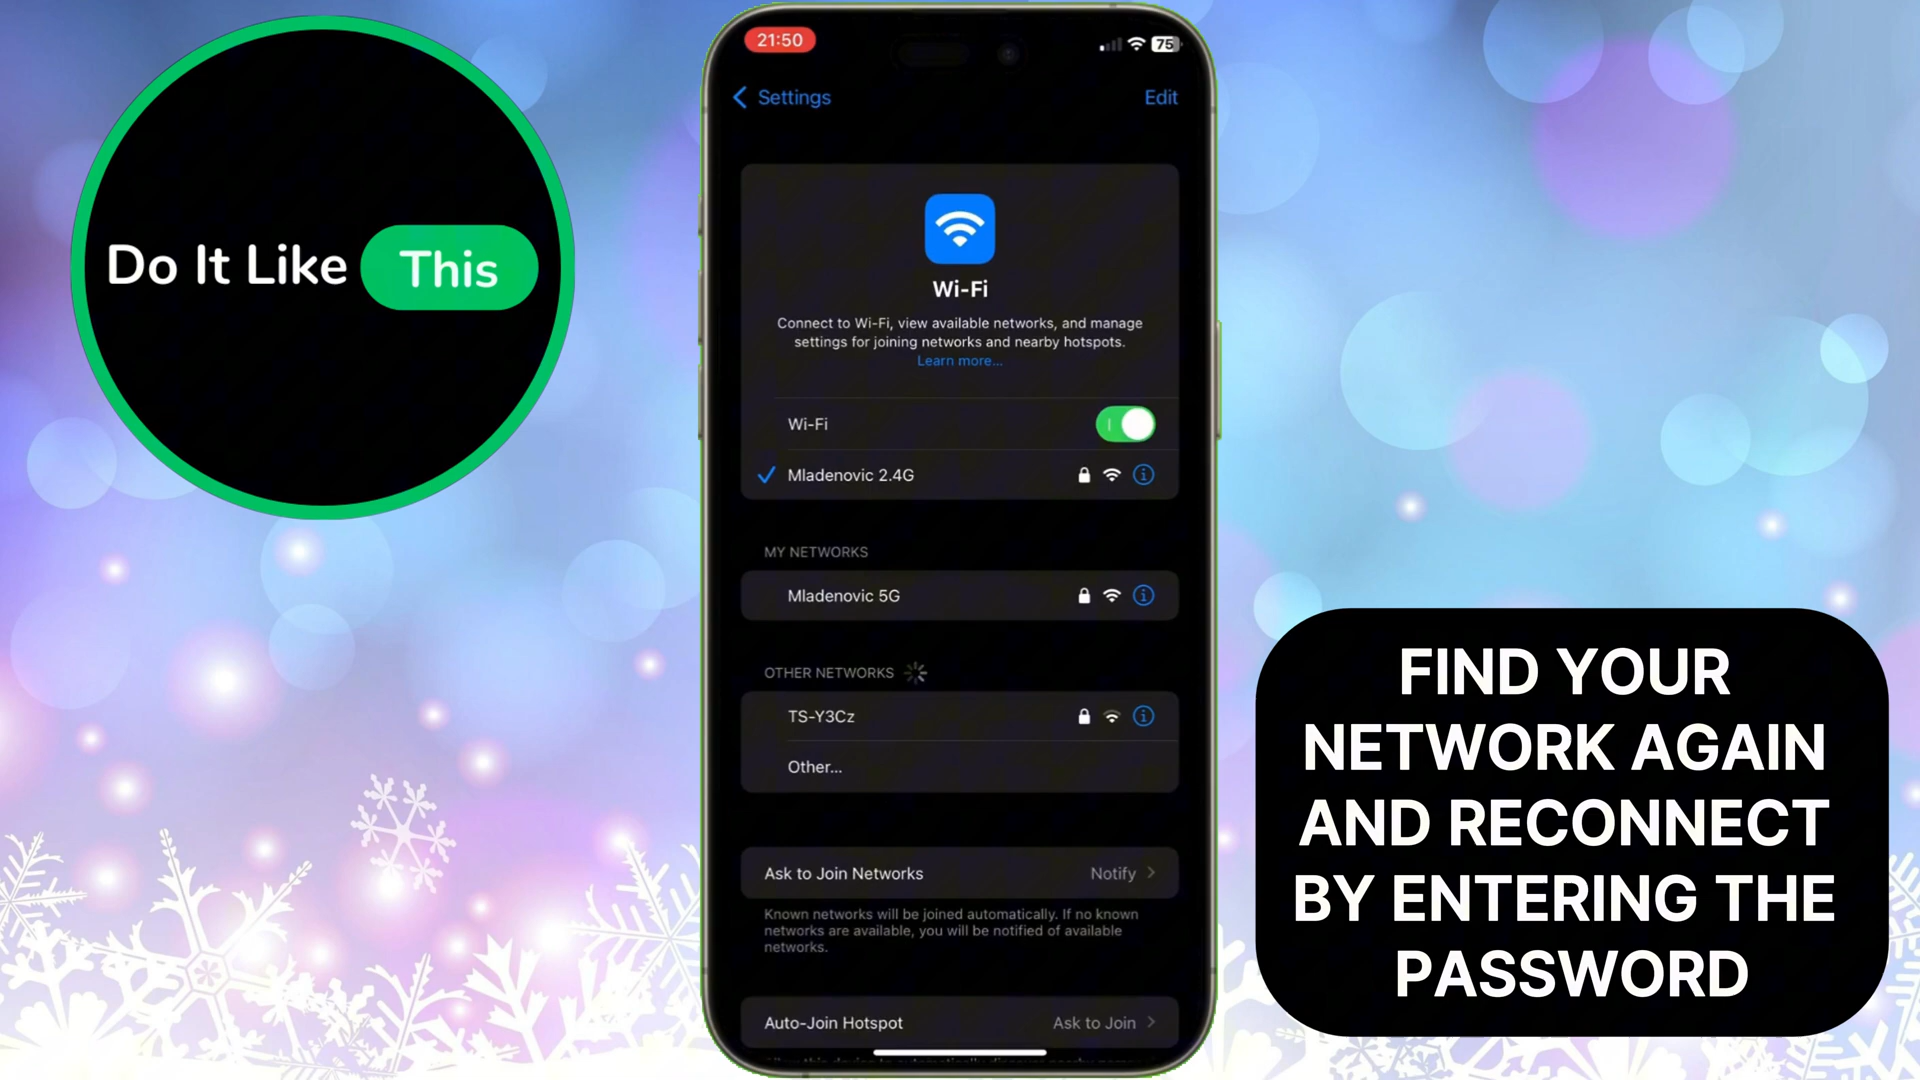 Do It Like This
21:50
75
Settings
Edit
Wi-Fi
Connect to Wi-Fi, view available networks, and manage
settings for joining networks and nearby hotspots.
Learn more...
Wi-Fi
Mladenovic 2.4G
MY NETWORKS
Mladenovic 5G
OTHER NETWORKS
TS-Y3Cz
Other...
Ask to Join Networks Notify
Known networks will be joined automatically. If no known
networks are available, you will be notified of available
networks.
Auto-Join Hotspot Ask to Join
FIND YOUR
NETWORK AGAIN
AND RECONNECT
BY ENTERING THE
PASSWORD